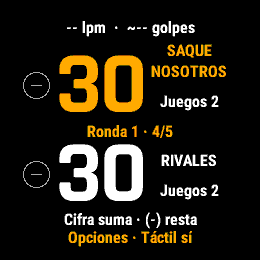 -- lpm · ~-- golpes
SAQUE
NOSOTROS
30
Juegos 2
Ronda 1 · 4/5
RIVALES
30
Juegos 2
Cifra suma · (-) resta
Opciones · Táctil sí